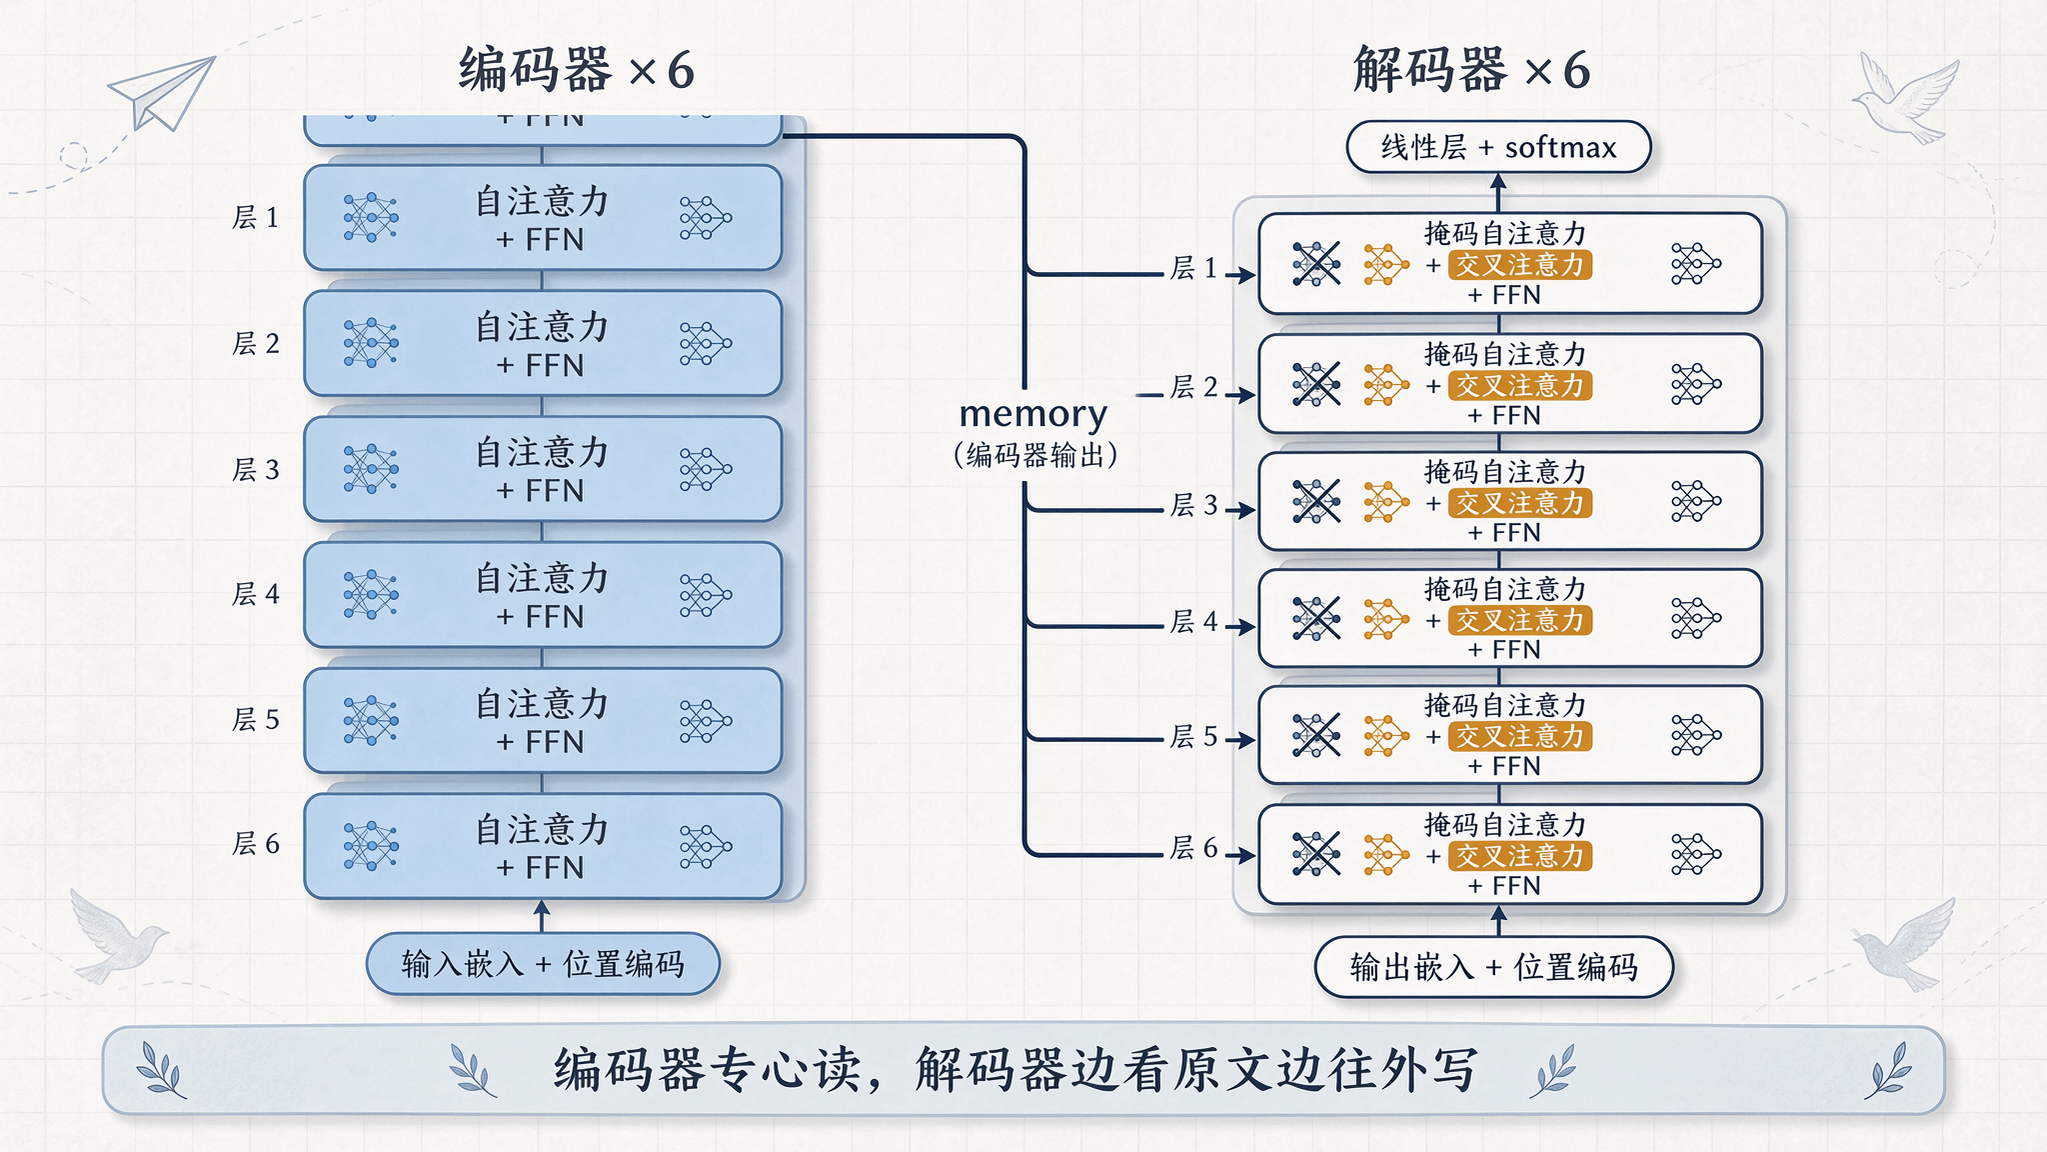 编码器 ×6
+ FFN
层 1
自注意力
+ FFN
层 2
自注意力
+ FFN
层 3
自注意力
+ FFN
层 4
自注意力
+ FFN
层 5
自注意力
+ FFN
层 6
自注意力
+ FFN
输入嵌入 + 位置编码
memory
（编码器输出）
解码器 ×6
线性层 + softmax
层 1
掩码自注意力
+ 交叉注意力
+ FFN
层 2
掩码自注意力
+ 交叉注意力
+ FFN
层 3
掩码自注意力
+ 交叉注意力
+ FFN
层 4
掩码自注意力
+ 交叉注意力
+ FFN
层 5
掩码自注意力
+ 交叉注意力
+ FFN
层 6
掩码自注意力
+ 交叉注意力
+ FFN
输出嵌入 + 位置编码
编码器专心读，解码器边看原文边往外写